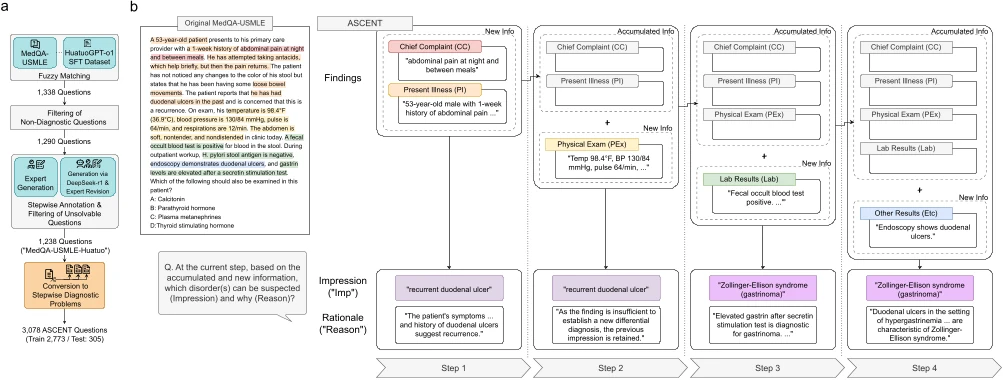 a
MedQA-
USMLE
HuatuoGPT-o1
SFT Dataset
Fuzzy Matching
1,338 Questions
Filtering of
Non-Diagnostic Questions
1,290 Questions
Expert
Generation
Generation via
DeepSeek-r1 &
Expert Revision
Stepwise Annotation &
Filtering of Unsolvable
Questions
1,238 Questions
("MedQA-USMLE-Huatuo")
Conversion to
Stepwise Diagnostic
Problems
3,078 ASCENT Questions
(Train 2,773 / Test: 305)
b
Original MedQA-USMLE
A 53-year-old patient presents to his primary care
provider with a 1-week history of abdominal pain at night
and between meals. He has attempted taking antacids,
which help briefly, but then the pain returns. The patient
has not noticed any changes to the color of his stool but
states that he has been having some loose bowel
movements. The patient reports that he has had
duodenal ulcers in the past and is concerned that this is
a recurrence. On exam, his temperature is 98.4°F
(36.9°C), blood pressure is 130/84 mmHg, pulse is
64/min, and respirations are 12/min. The abdomen is
soft, nontender, and nondistended in clinic today. A fecal
occult blood test is positive for blood in the stool. During
outpatient workup, H. pylori stool antigen is negative,
endoscopy demonstrates duodenal ulcers, and gastrin
levels are elevated after a secretin stimulation test.
Which of the following should also be examined in this
patient?
A: Calcitonin
B: Parathyroid hormone
C: Plasma metanephrines
D:Thyroid stimulating hormone
Q. At the current step, based on the
accumulated and new information,
which disorder(s) can be suspected
(Impression) and why (Reason)?
ASCENT
Findings
Impression
("Imp")
Rationale
("Reason")
New Info
Chief Complaint (CC)
"abdominal pain at night and
between meals"
Present Illness (PI)
"53-year-old male with 1-week
history of abdominal pain ..."
"recurrent duodenal ulcer"
"The patient's symptoms ...
and history of duodenal ulcers
suggest recurrence."
Step 1
Accumulated Info
Chief Complaint (CC)
Present Illness (PI)
+
New Info
Physical Exam (PEx)
"Temp 98.4°F, BP 130/84
mmHg, pulse 64/min, ..."
"recurrent duodenal ulcer"
"As the finding is insufficient to
establish a new differential
diagnosis, the previous
impression is retained."
Step 2
Accumulated Info
Chief Complaint (CC)
Present Illness (PI)
Physical Exam (PEx)
+
New Info
Lab Results (Lab)
"Fecal occult blood test
positive. ..."
"Zollinger-Ellison syndrome
(gastrinoma)"
"Elevated gastrin after secretin
stimulation test is diagnostic
for gastrinoma. ..."
Step 3
Accumulated Info
Chief Complaint (CC)
Present Illness (PI)
Physical Exam (PEx)
Lab Results (Lab)
+
New Info
Other Results (Etc)
"Endoscopy shows duodenal
ulcers."
"Zollinger-Ellison syndrome
(gastrinoma)"
"Duodenal ulcers in the setting
of hypergastrinemia ... are
characteristic of Zollinger-
Ellison syndrome."
Step 4